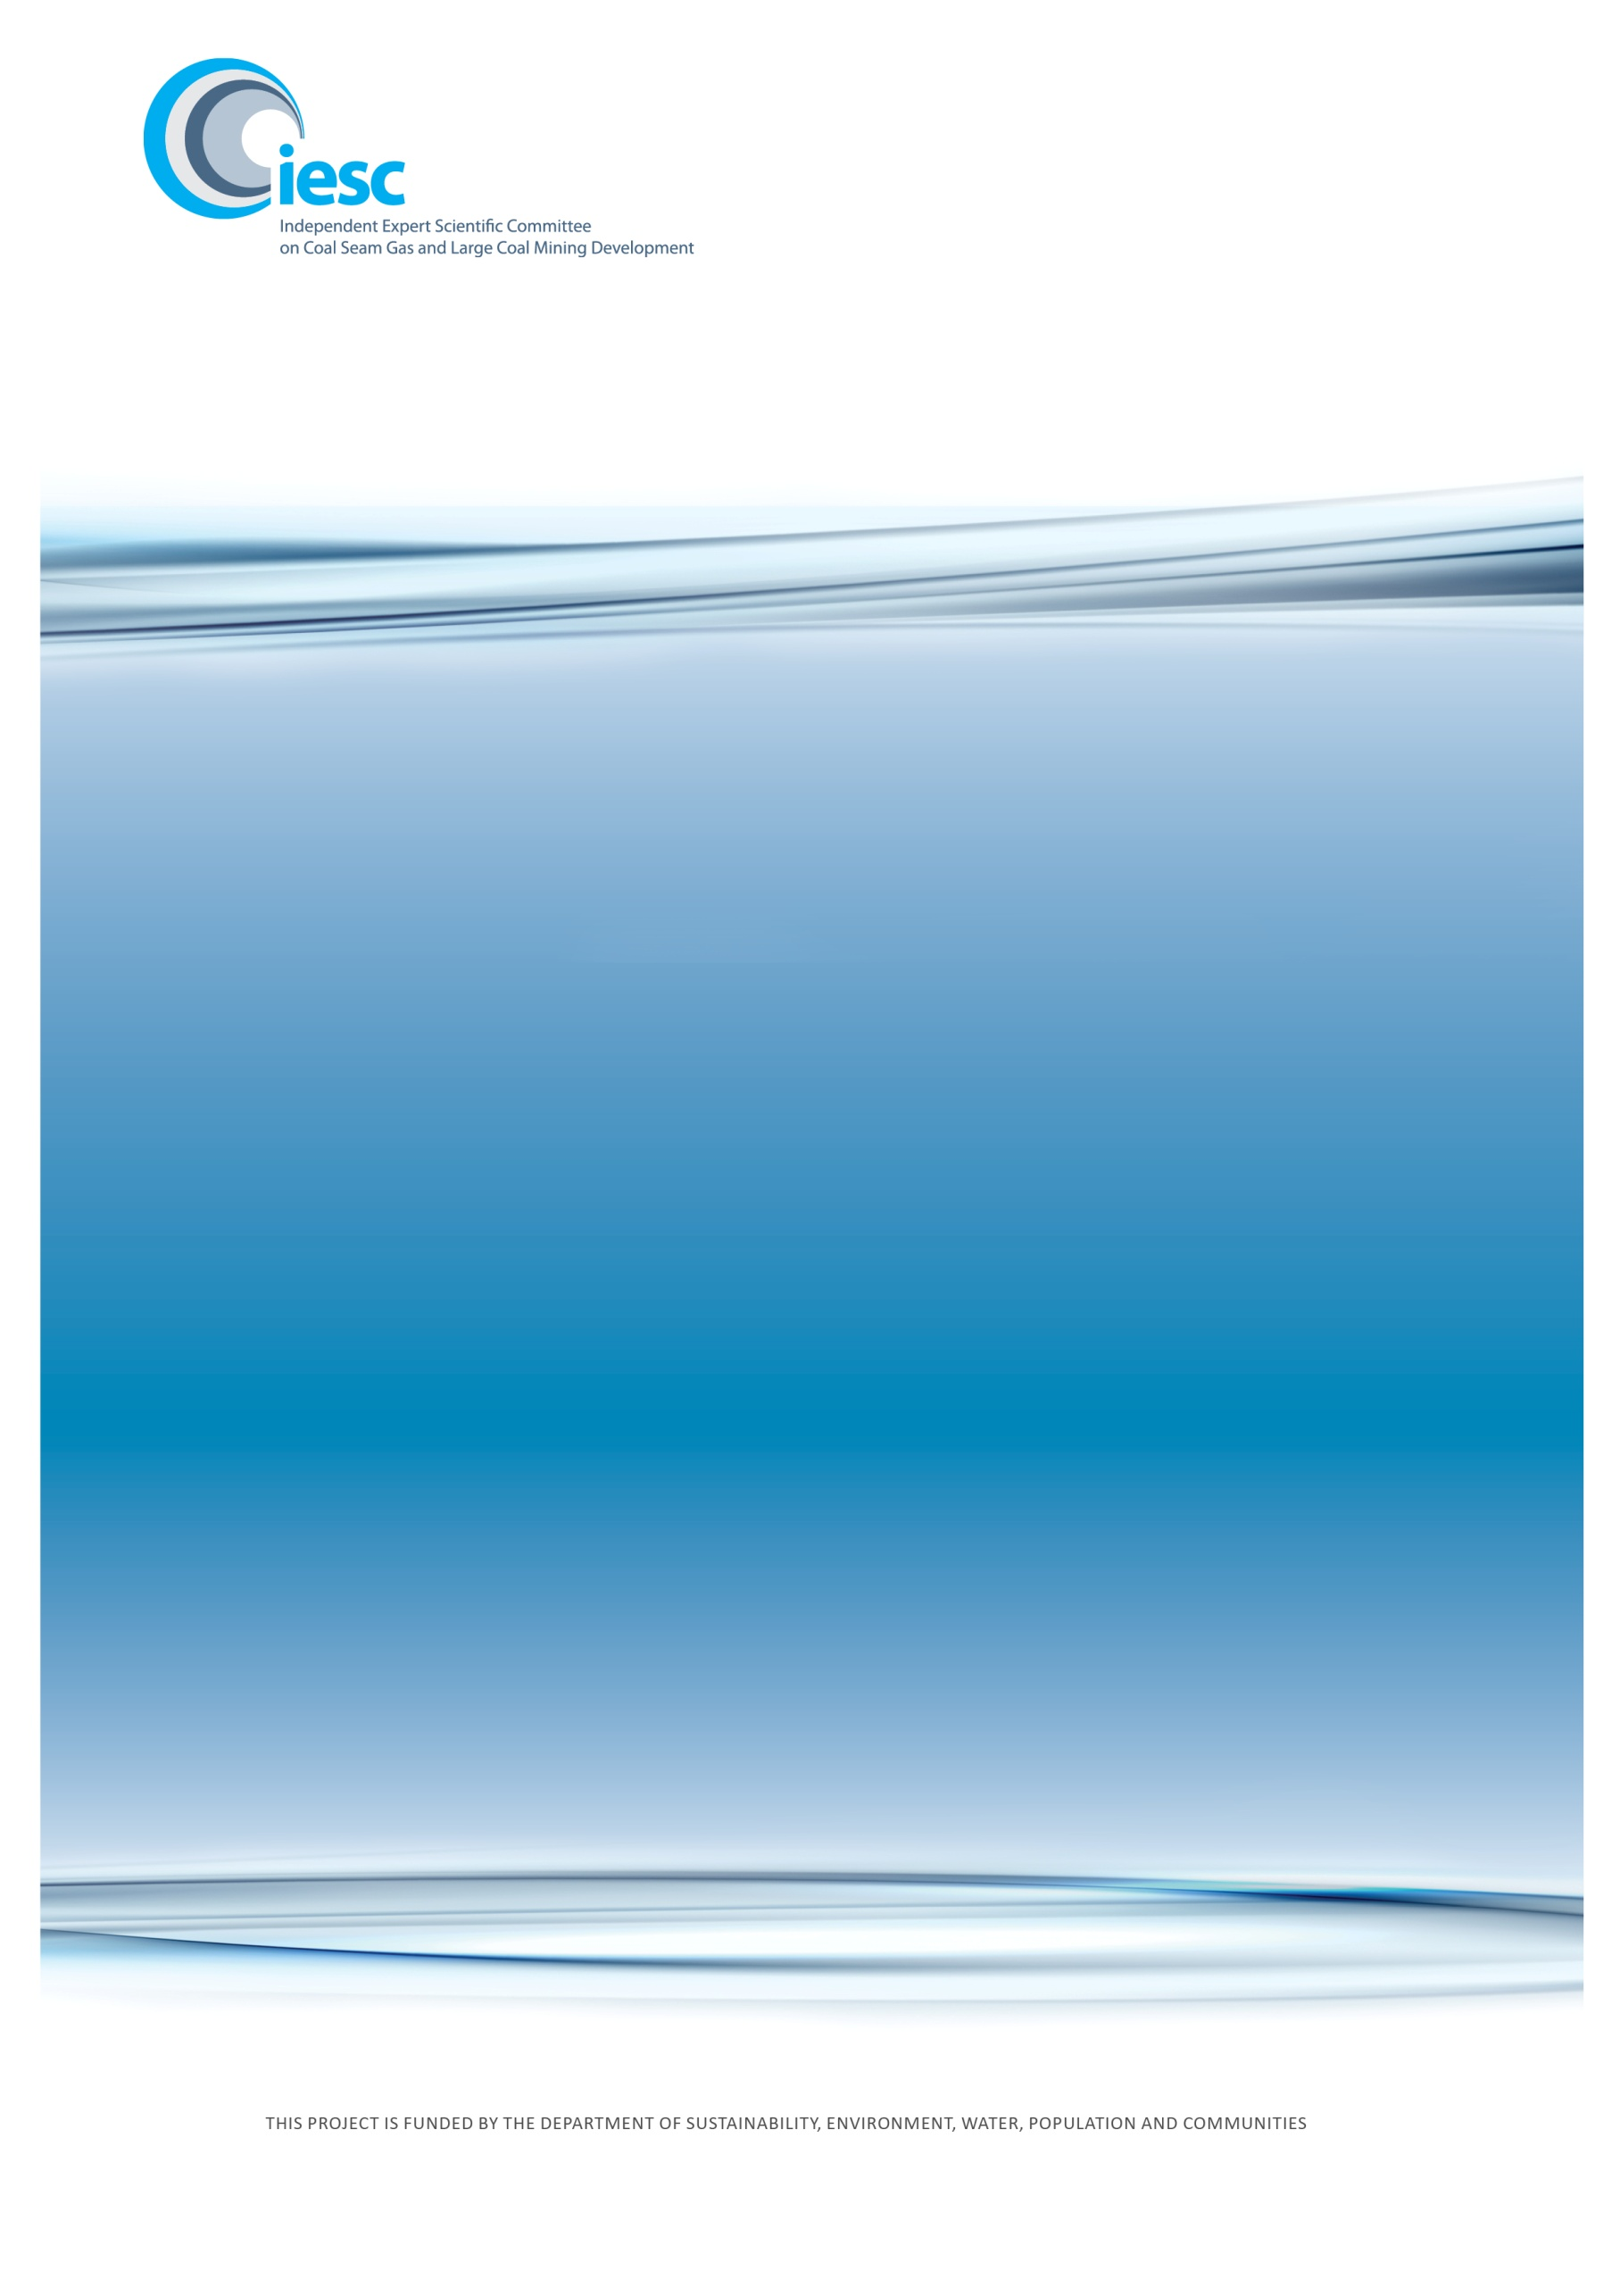 iesc
Independent Expert Scientific Committee
on Coal Seam Gas and Large Coal Mining Development
THIS PROJECT IS FUNDED BY THE DEPARTMENT OF SUSTAINABILITY, ENVIRONMENT, WATER, POPULATION AND COMMUNITIES